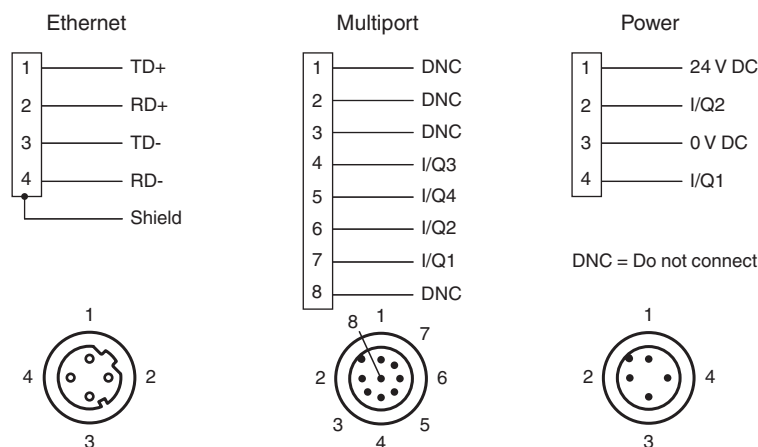 Ethernet
1 TD+
2 RD+
3 TD-
4 RD-
Shield
1
4 2
3
Multiport
1 DNC
2 DNC
3 DNC
4 I/Q3
5 I/Q4
6 I/Q2
7 I/Q1
8 DNC
8 1 7
2 6
3 5
4
Power
1 24 V DC
2 I/Q2
3 0 V DC
4 I/Q1
DNC = Do not connect
1
2 4
3